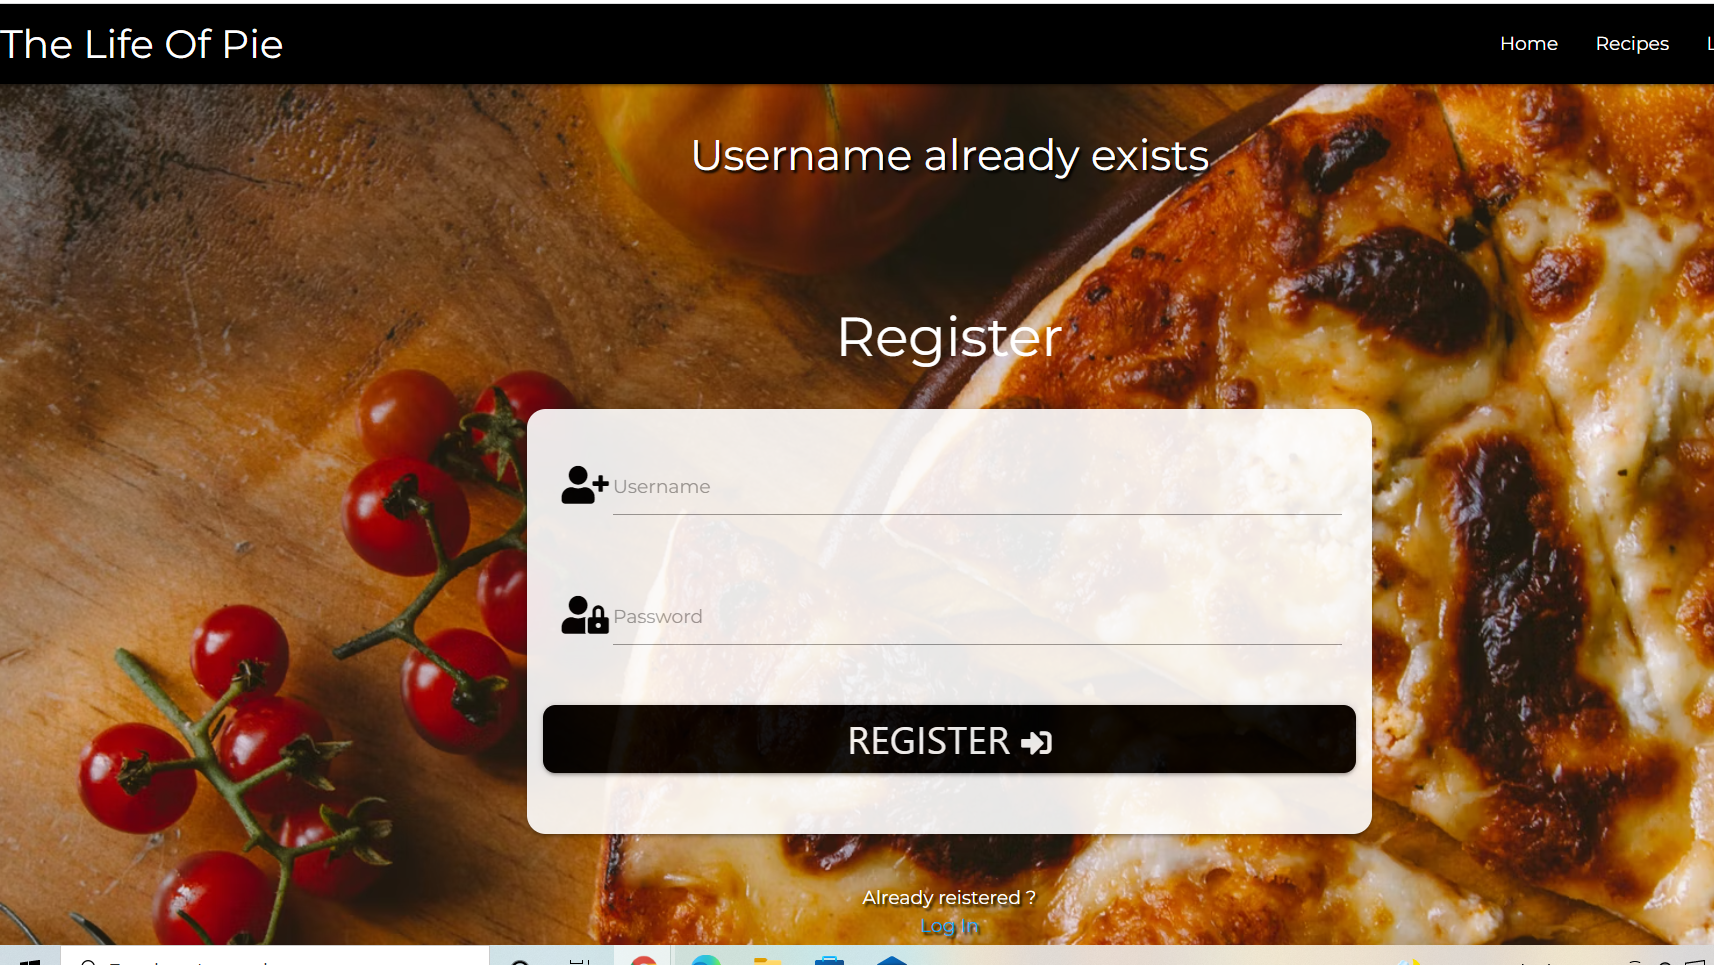 The Life Of Pie
Home Recipes
Username already exists
Register
Username
Password
REGISTER
Already reistered ?
Log In